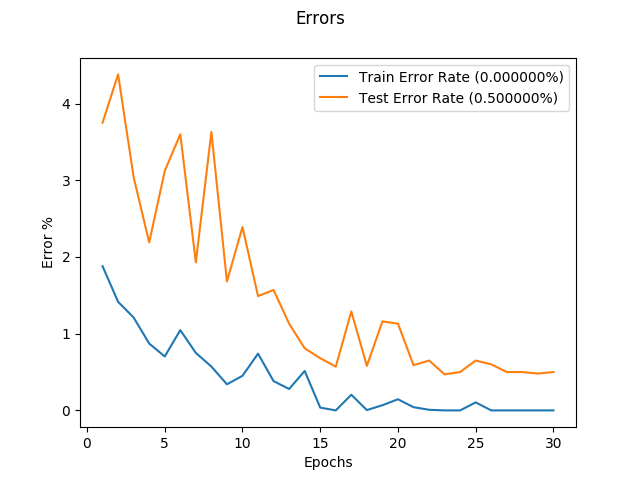 Errors
Train Error Rate (0.000000%)
Test Error Rate (0.500000%)
4
3
2
1
0
Error %
0 5 10 15 20 25 30
Epochs